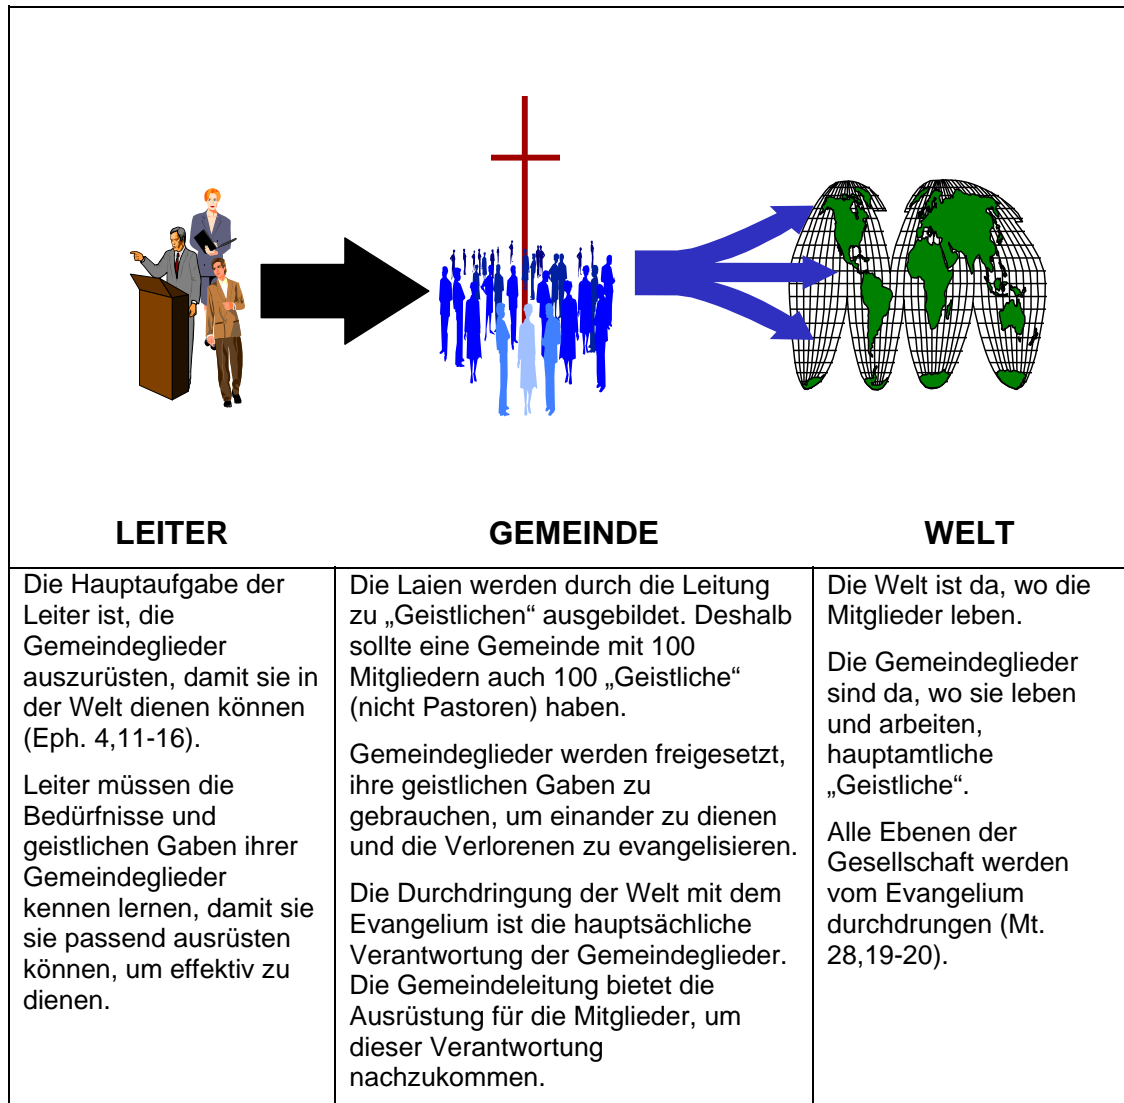 LEITER
GEMEINDE
WELT
Die Hauptaufgabe der
Leiter ist, die
Gemeindeglieder
auszurüsten, damit sie in
der Welt dienen können
(Eph. 4,11-16).
Leiter müssen die
Bedürfnisse und
geistlichen Gaben ihrer
Gemeindeglieder
kennen lernen, damit sie
sie passend ausrüsten
können, um effektiv zu
dienen.
Die Laien werden durch die Leitung
zu „Geistlichen“ ausgebildet. Deshalb
sollte eine Gemeinde mit 100
Mitgliedern auch 100 „Geistliche“
(nicht Pastoren) haben.
Gemeindeglieder werden freigesetzt,
ihre geistlichen Gaben zu
gebrauchen, um einander zu dienen
und die Verlorenen zu evangelisieren.
Die Durchdringung der Welt mit dem
Evangelium ist die hauptsächliche
Verantwortung der Gemeindeglieder.
Die Gemeindeleitung bietet die
Ausrüstung für die Mitglieder, um
dieser Verantwortung
nachzukommen.
Die Welt ist da, wo die
Mitglieder leben.
Die Gemeindeglieder
sind da, wo sie leben
und arbeiten,
hauptamtliche
„Geistliche“.
Alle Ebenen der
Gesellschaft werden
vom Evangelium
durchdrungen (Mt.
28,19-20).